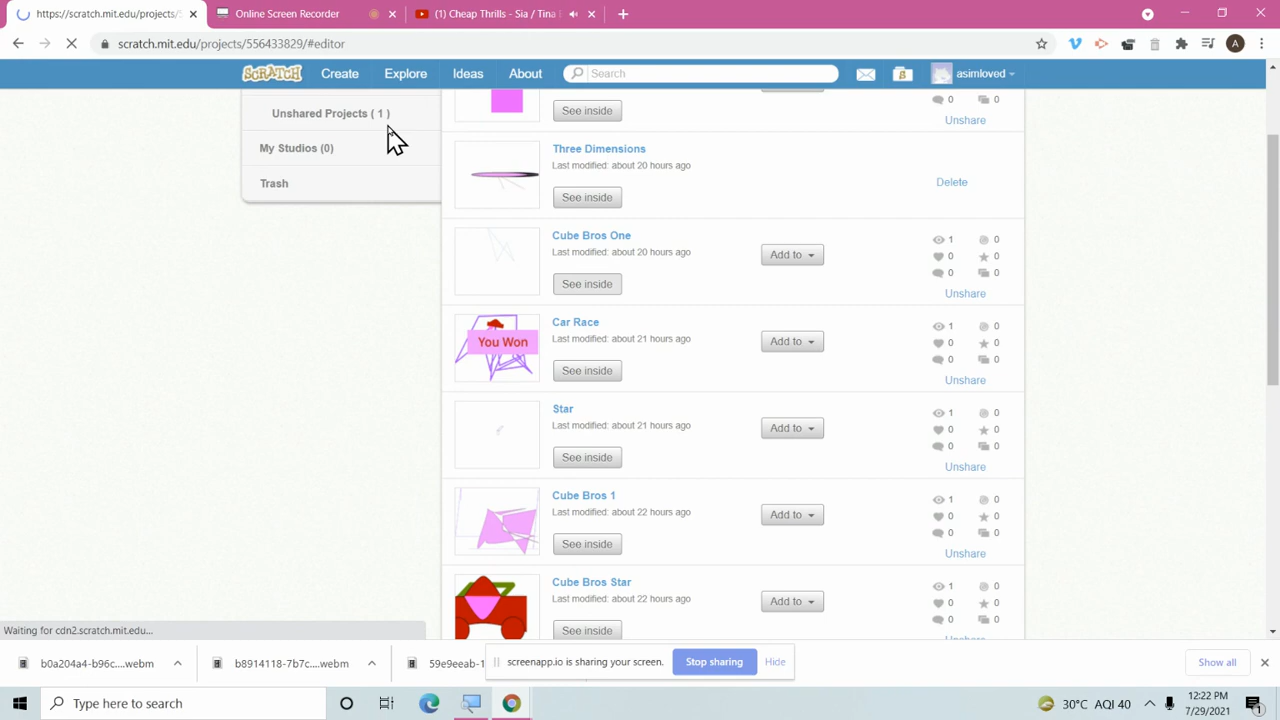 https://scratch.mit.edu/projects/5
Online Screen Recorder
(1) Cheap Thrills - Sia / Tina
scratch.mit.edu/projects/556433829/#editor
A
SCRATCH
Create
Explore
Ideas
About
Search
asimloved
Unshared Projects ( 1 )
My Studios (0)
Trash
See inside
0 0
Unshare
Three Dimensions
Last modified: about 20 hours ago
See inside
Delete
Cube Bros One
Last modified: about 20 hours ago
See inside
Add to
1 0
0 0
0 0
Unshare
You Won
Car Race
Last modified: about 21 hours ago
See inside
Add to
1 0
0 0
0 0
Unshare
Star
Last modified: about 21 hours ago
See inside
Add to
1 0
0 0
0 0
Unshare
Cube Bros 1
Last modified: about 22 hours ago
See inside
Add to
1 0
0 0
0 0
Unshare
Cube Bros Star
Last modified: about 22 hours ago
See inside
Add to
1 0
0 0
0 0
Unshare
Waiting for cdn2.scratch.mit.edu...
b0a204a4-b96c....webm
b8914118-7b7c....webm
59e9eeab-1
screenapp.io is sharing your screen.
Stop sharing
Hide
Show all
Type here to search
30°C AQI 40
12:22 PM
7/29/2021
1